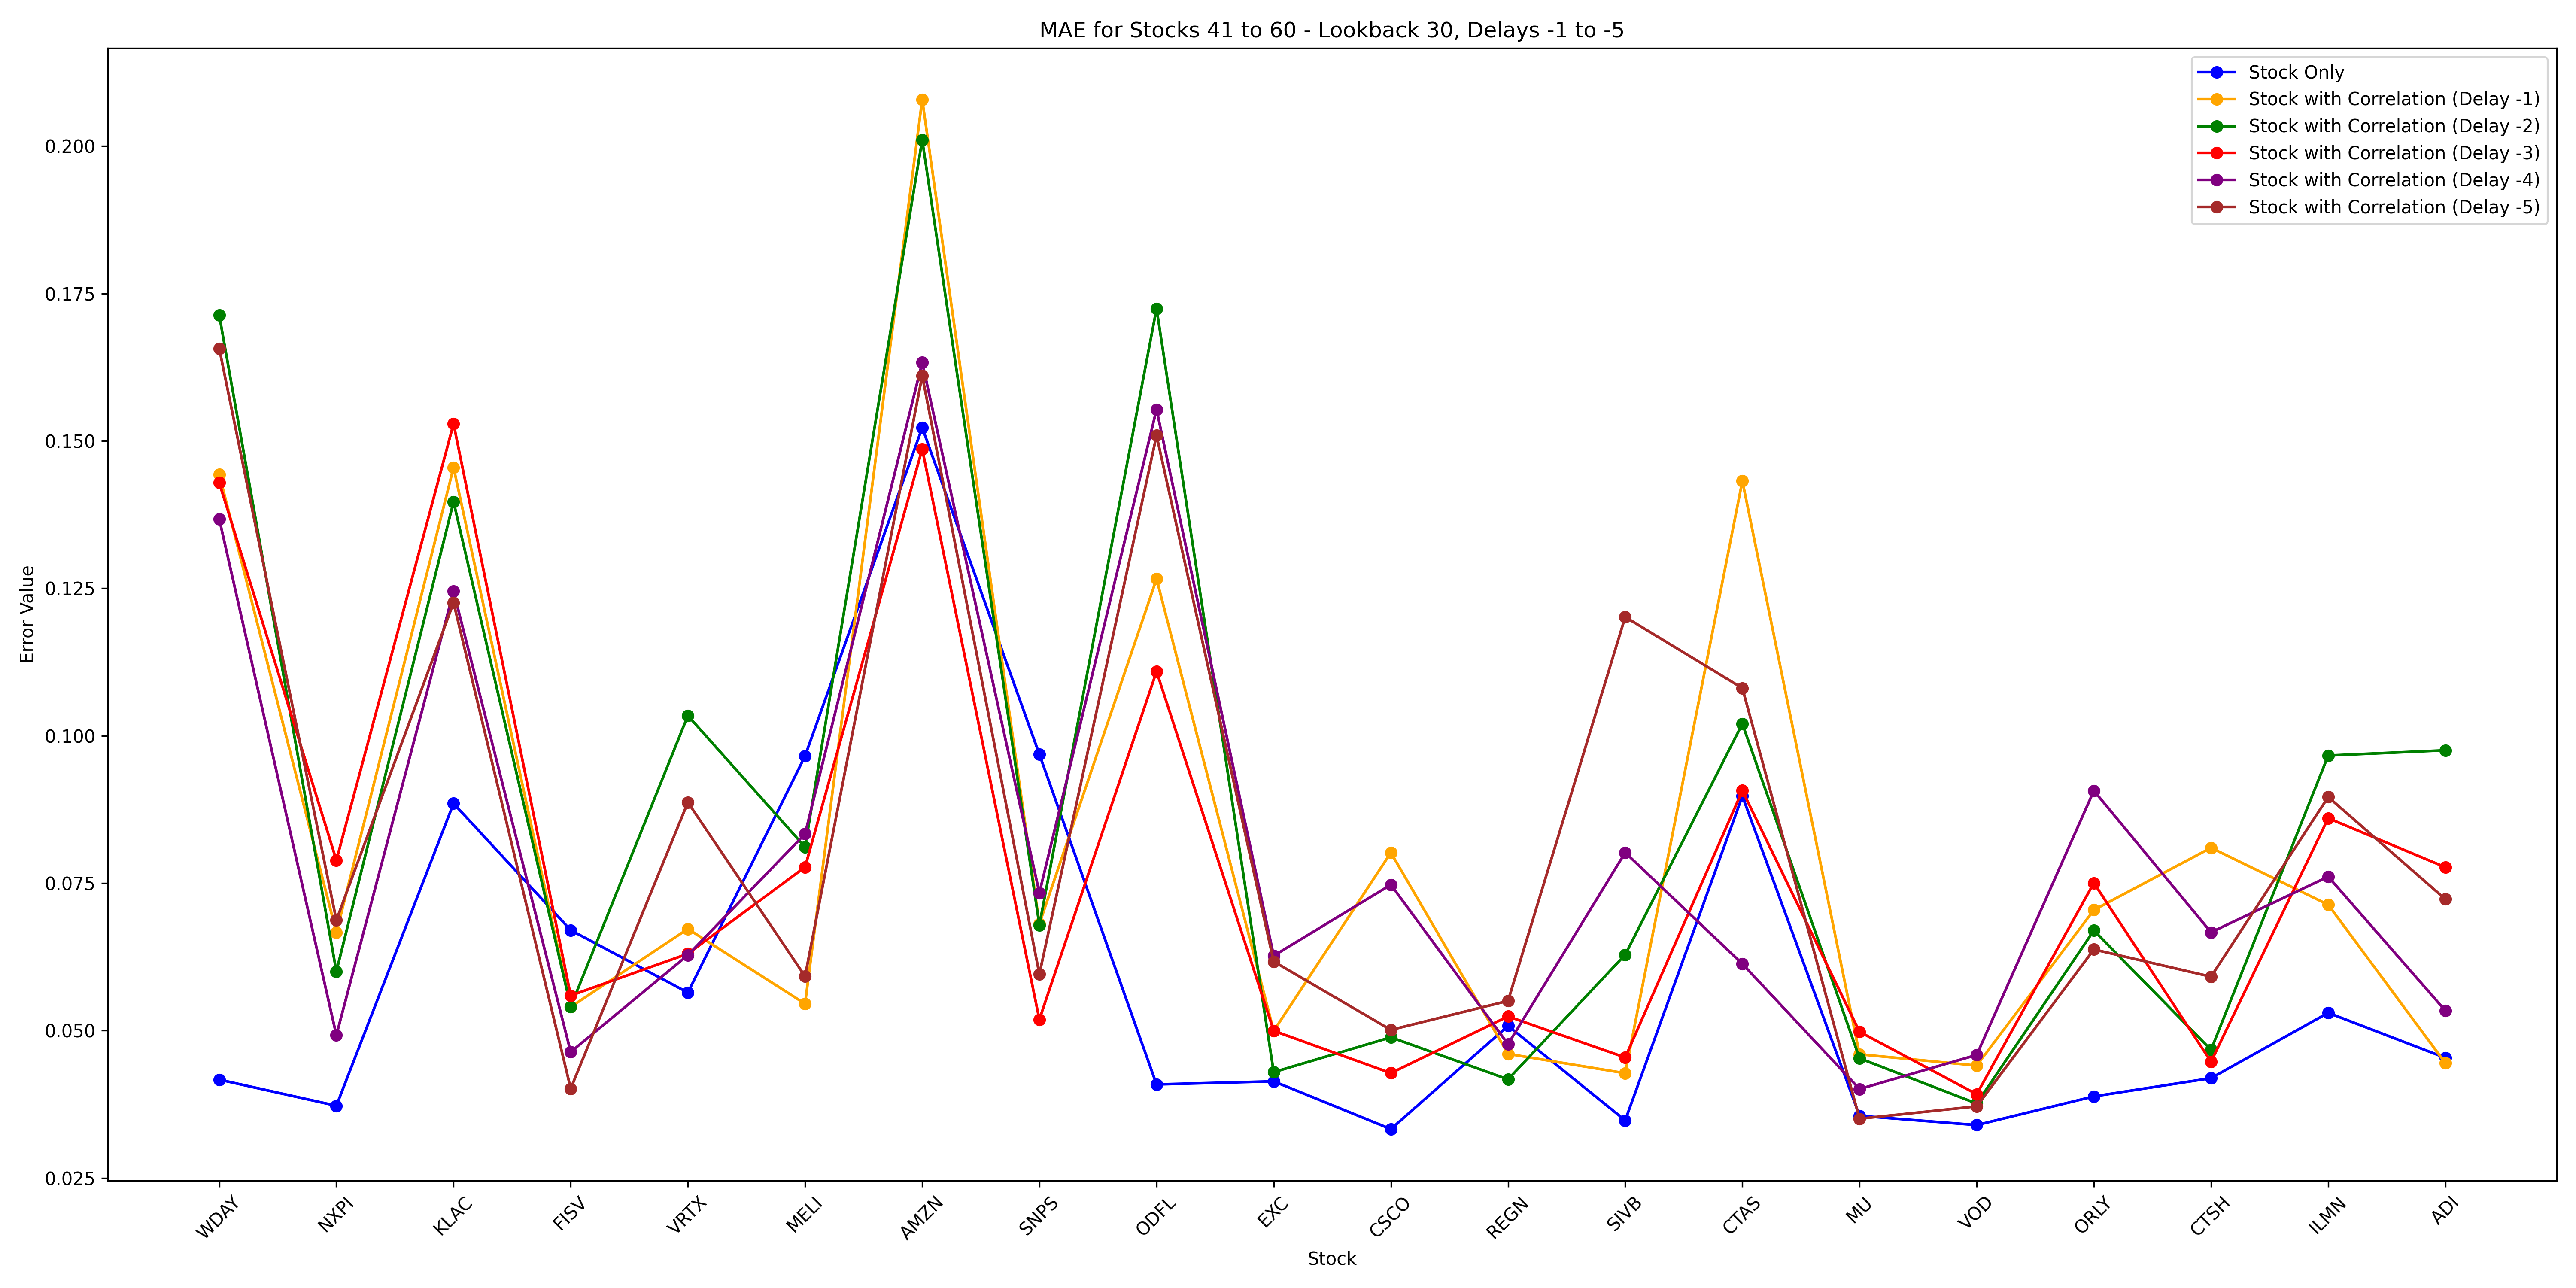 MAE for Stocks 41 to 60 - Lookback 30, Delays -1 to -5
Stock Only
Stock with Correlation (Delay -1)
Stock with Correlation (Delay -2)
Stock with Correlation (Delay -3)
Stock with Correlation (Delay -4)
Stock with Correlation (Delay -5)
Error Value
0.200
0.175
0.150
0.125
0.100
0.075
0.050
0.025
WDAY
NXPI
KLAC
FISV
VRTX
MELI
AMZN
SNPS
ODFL
EXC
CSCO
REGN
SIVB
CTAS
MU
VOD
ORLY
CTSH
ILMN
ADI
Stock